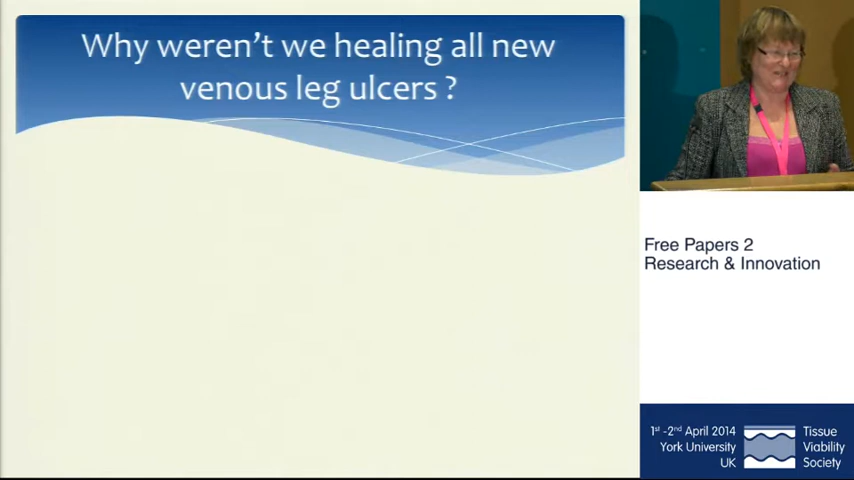 Why weren't we healing all new
venous leg ulcers ?
Free Papers 2
Research & Innovation
1st -2nd April 2014
York University
UK
Tissue
Viability
Society